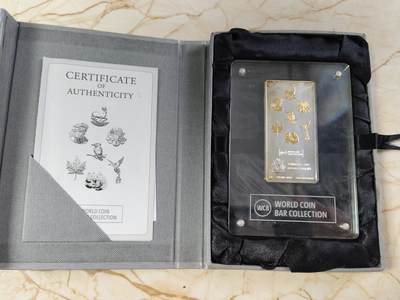 CERTIFICATE
OF
AUTHENTICITY
WORLD COIN
BAR COLLECTION
WCB
WORLD COIN
BAR COLLECTION